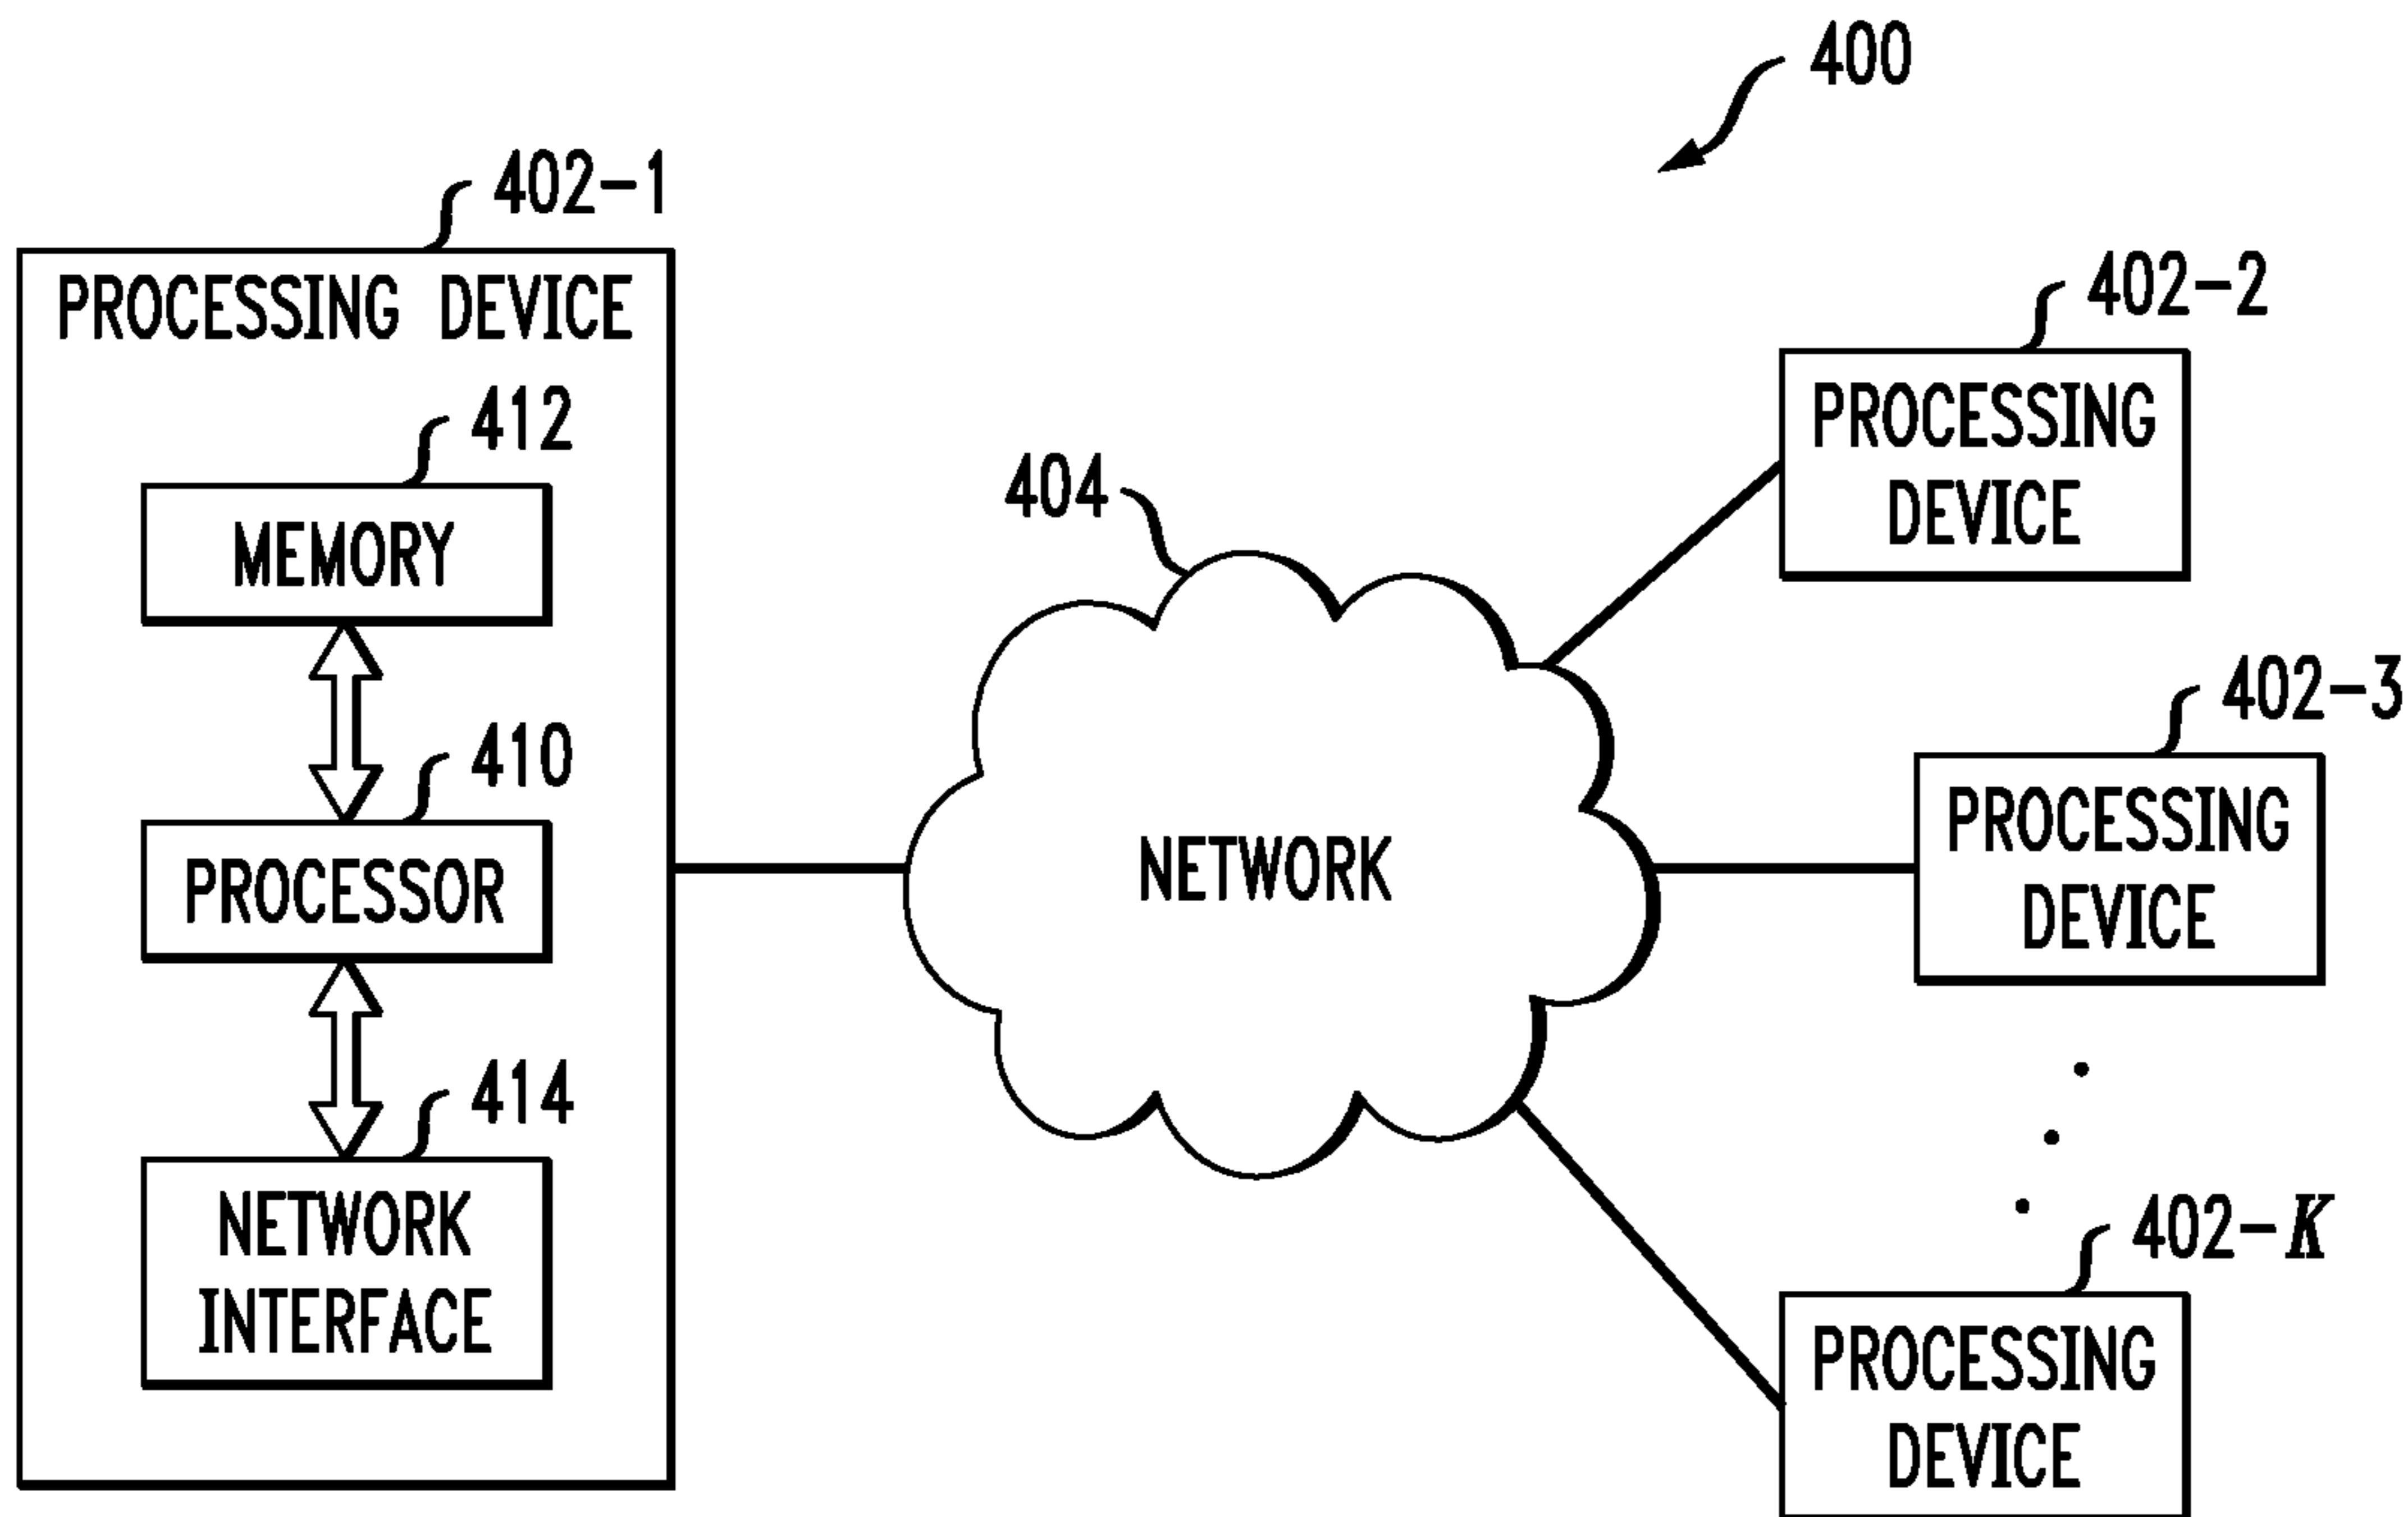 400
402-1
PROCESSING DEVICE
412
MEMORY
410
PROCESSOR
414
NETWORK
INTERFACE
404
NETWORK
402-2
PROCESSING
DEVICE
402-3
PROCESSING
DEVICE
402-K
PROCESSING
DEVICE